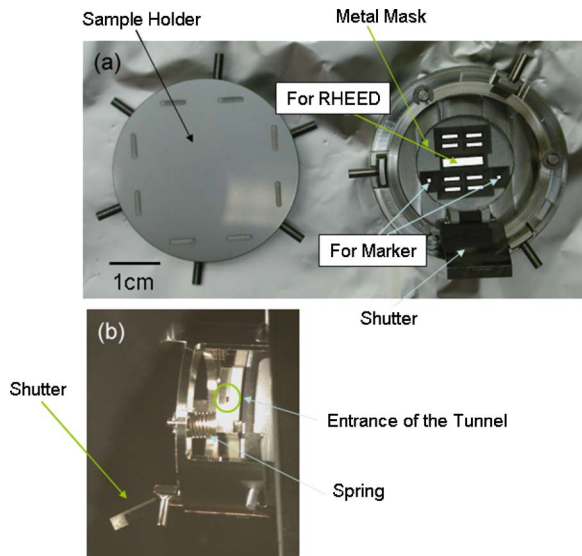 Sample Holder
Metal Mask
(a)
For RHEED
For Marker
1cm
Shutter
(b)
Shutter
Entrance of the Tunnel
Spring